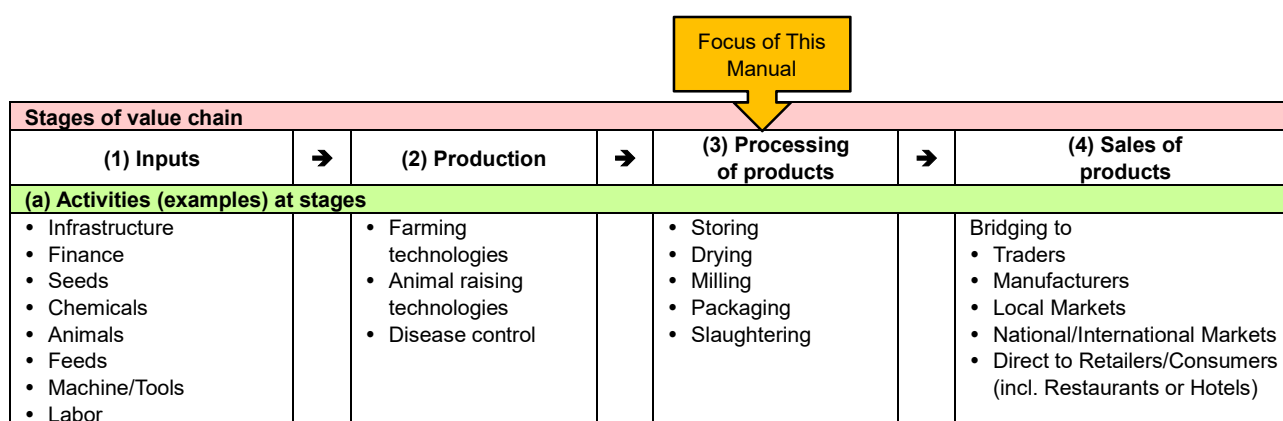 Focus of This
Manual
Stages of value chain
(1) Inputs
➔
(2) Production
➔
(3) Processing
of products
➔
(4) Sales of
products
(a) Activities (examples) at stages
• Infrastructure
• Finance
• Seeds
• Chemicals
• Animals
• Feeds
• Machine/Tools
• Labor
• Farming
technologies
• Animal raising
technologies
• Disease control
• Storing
• Drying
• Milling
• Packaging
• Slaughtering
Bridging to
• Traders
• Manufacturers
• Local Markets
• National/International Markets
• Direct to Retailers/Consumers
(incl. Restaurants or Hotels)